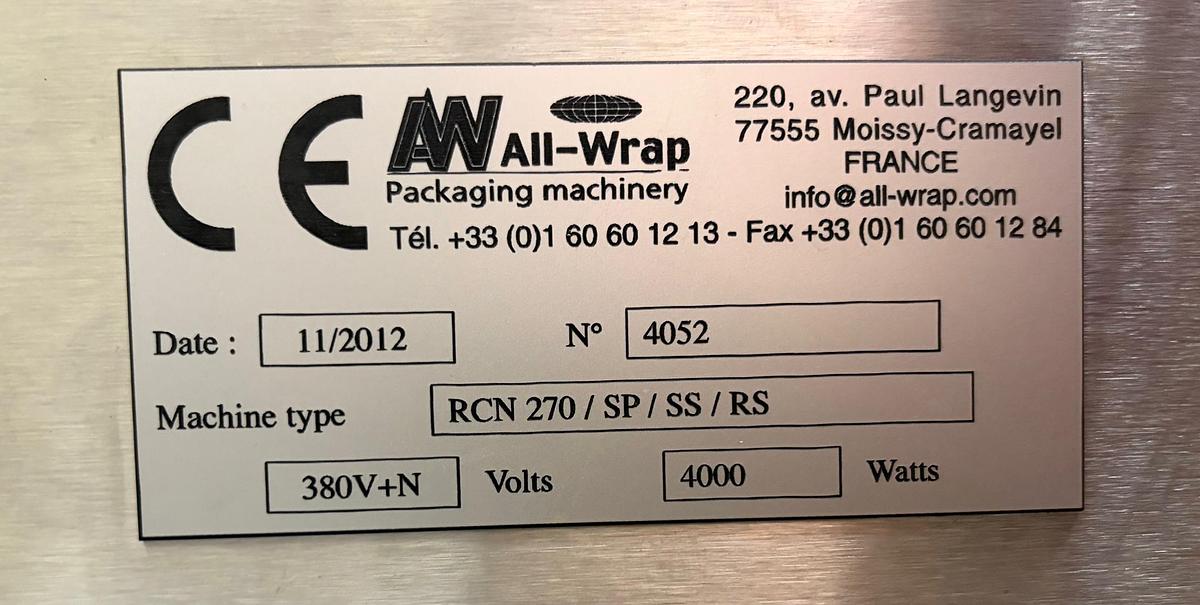 CE
AW All-Wrap
Packaging machinery
220, av. Paul Langevin
77555 Moissy-Cramayel
FRANCE
info@all-wrap.com
Tél. +33 (0)1 60 60 12 13 - Fax +33 (0)1 60 60 12 84
Date : 11/2012 N° 4052
Machine type RCN 270 / SP / SS / RS
380V+N Volts 4000 Watts